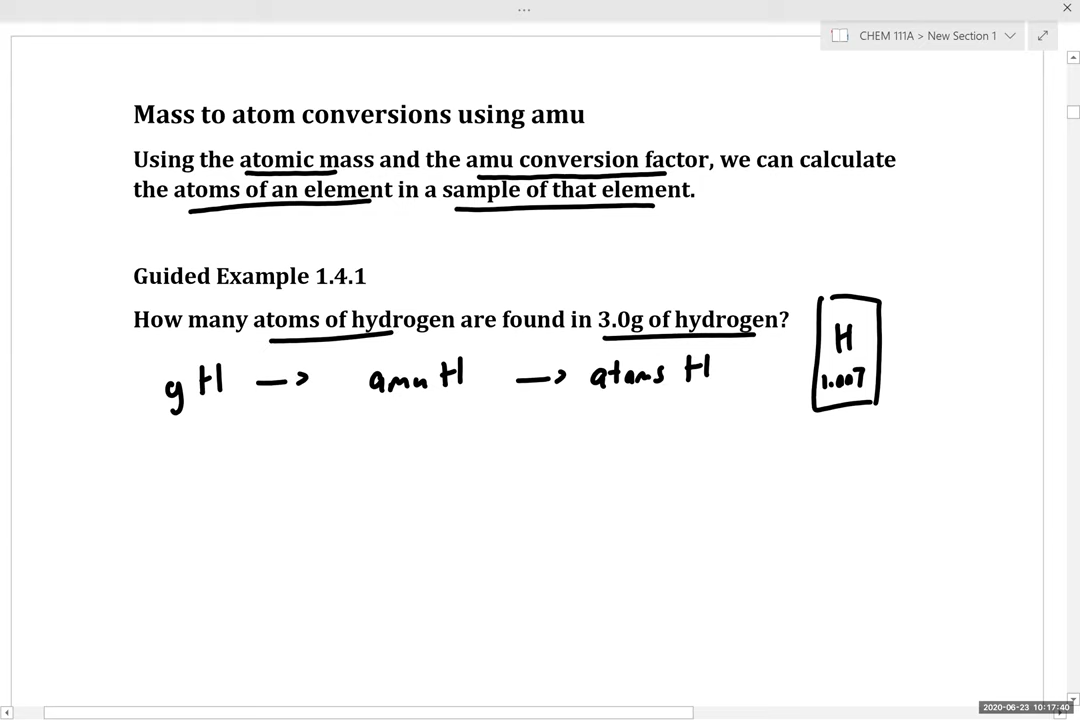 ...
CHEM 111A > New Section 1
Mass to atom conversions using amu
Using the atomic mass and the amu conversion factor, we can calculate
the atoms of an element in a sample of that element.
Guided Example 1.4.1
How many atoms of hydrogen are found in 3.0g of hydrogen?
g H —> amu H —> atoms H
H
1.007
2020-06-23 10:17:40